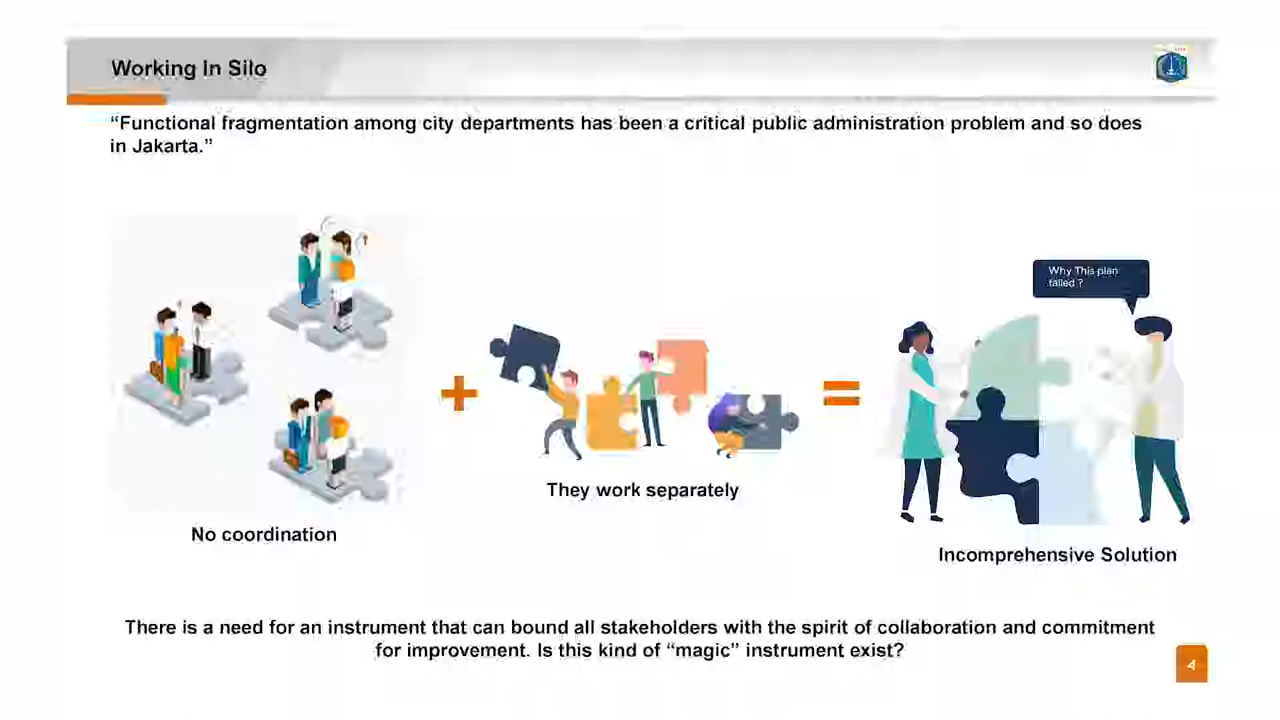 Working In Silo
“Functional fragmentation among city departments has been a critical public administration problem and so does
in Jakarta.”
Why This plan
failed ?
They work separately
No coordination
Incomprehensive Solution
There is a need for an instrument that can bound all stakeholders with the spirit of collaboration and commitment
for improvement. Is this kind of “magic” instrument exist?
4